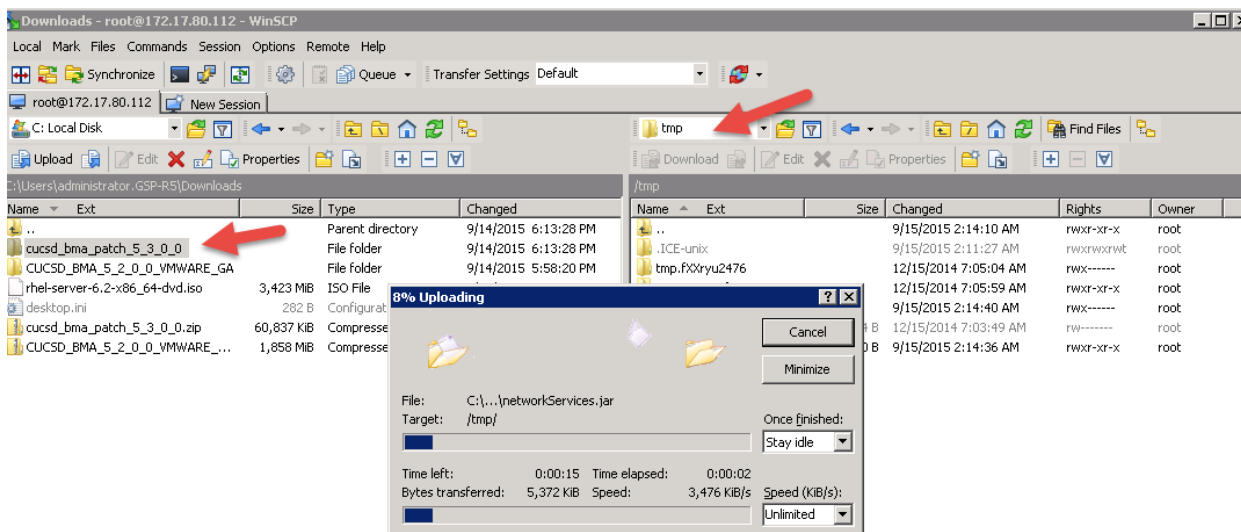 Downloads - root@172.17.80.112 - WinSCP
Local Mark Files Commands Session Options Remote Help
Synchronize Queue Transfer Settings Default
root@172.17.80.112 New Session
C: Local Disk tmp Find Files
Upload Edit Properties Download Edit Properties
C:\Users\administrator.GSP-R5\Downloads /tmp
Name Ext Size Type Changed Name Ext Size Changed Rights Owner
.. Parent directory 9/14/2015 6:13:28 PM .. 9/15/2015 2:14:10 AM rwxr-xr-x root
cucsd_bma_patch_5_3_0_0 File folder 9/14/2015 6:13:28 PM .ICE-unix 9/15/2015 2:11:27 AM rwxrwxrwt root
CUCSD_BMA_5_2_0_0_VMWARE_GA File folder 9/14/2015 5:58:20 PM tmp.fXXryu2476 12/15/2014 7:05:04 AM rwx------ root
rhel-server-6.2-x86_64-dvd.iso 3,423 MiB ISO File 12/15/2014 7:05:59 AM rwxr-xr-x root
desktop.ini 282 B Configurat 9/15/2015 2:14:40 AM rwx------ root
cucsd_bma_patch_5_3_0_0.zip 60,837 KiB Compresse 4 B 12/15/2014 7:03:49 AM rw------- root
CUCSD_BMA_5_2_0_0_VMWARE_... 1,858 MiB Compresse 0 B 9/15/2015 2:14:36 AM rwxr-xr-x root
8% Uploading
Cancel
Minimize
File: C:\...\networkServices.jar
Target: /tmp/
Once finished:
Stay idle
Time left: 0:00:15 Time elapsed: 0:00:02
Bytes transferred: 5,372 KiB Speed: 3,476 KiB/s Speed (KiB/s):
Unlimited